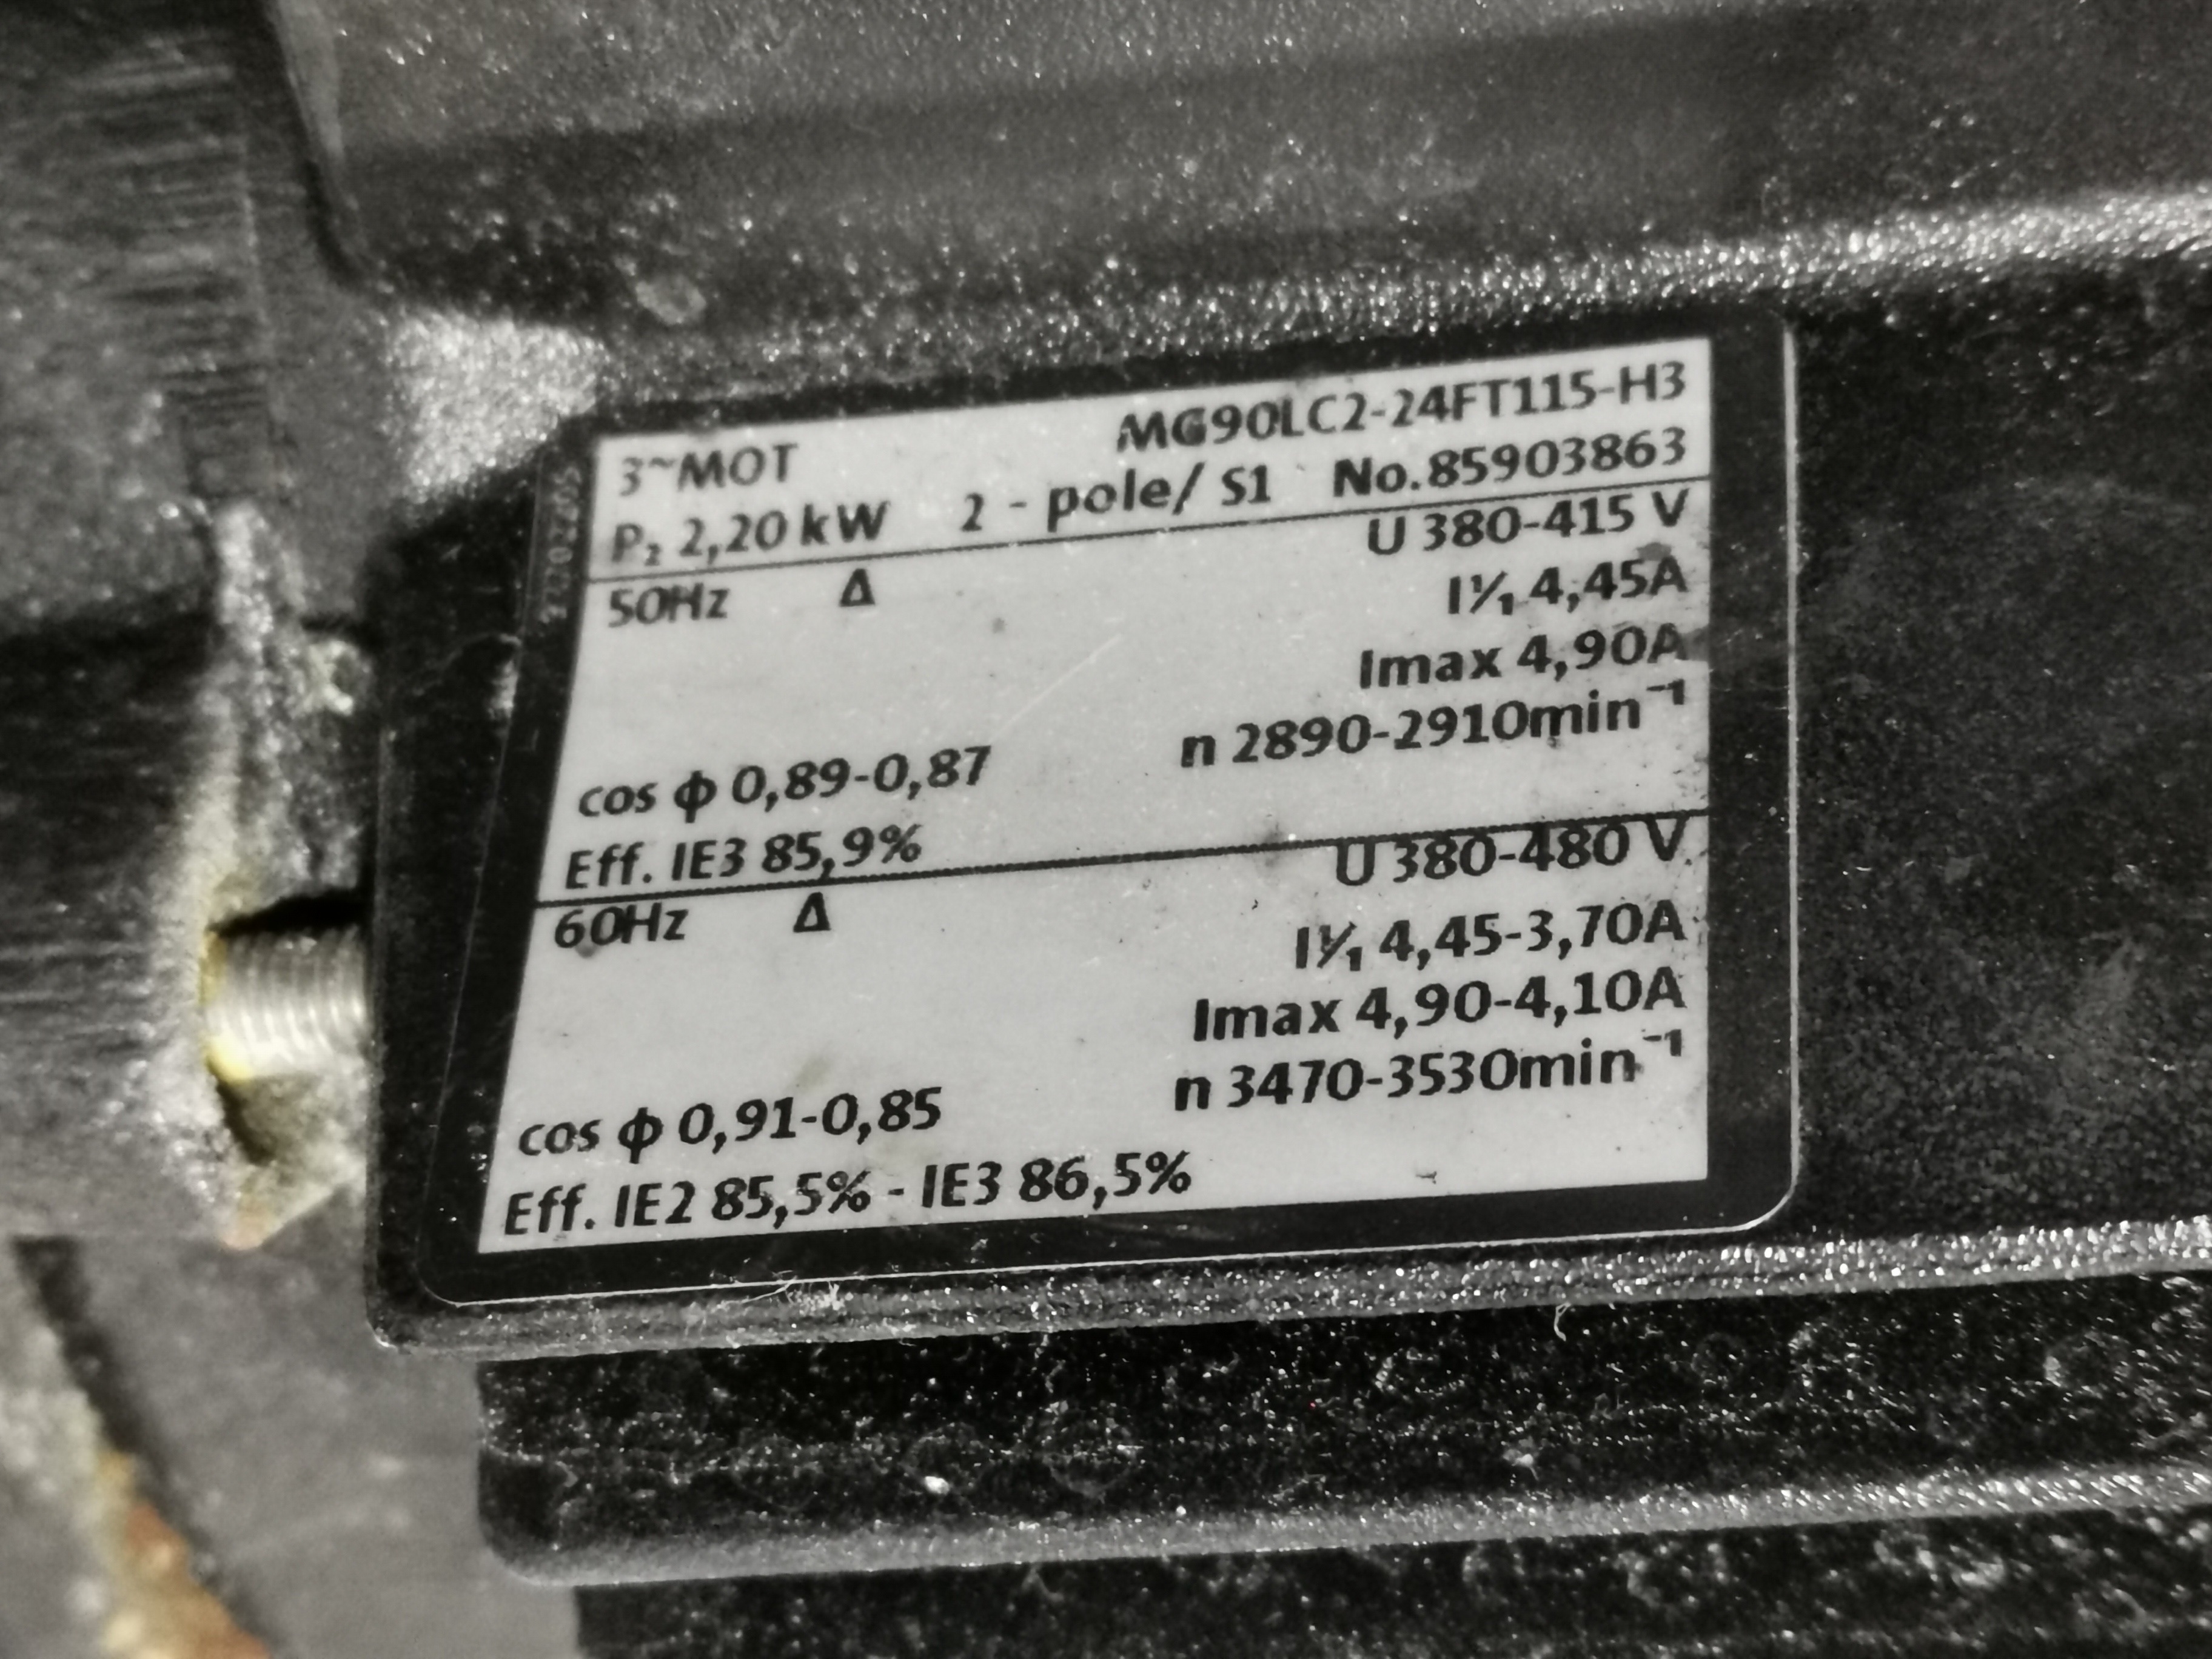 MG90LC2-24FT115-H3
3~MOT
P₂ 2,20 kW 2 - pole/ S1 No.85903863
50Hz Δ U 380-415 V
I¹⁄₁ 4,45A
Imax 4,90A
n 2890-2910min⁻¹
cos φ 0,89-0,87
Eff. IE3 85,9%
60Hz Δ U 380-480 V
I¹⁄₁ 4,45-3,70A
Imax 4,90-4,10A
n 3470-3530min⁻¹
cos φ 0,91-0,85
Eff. IE2 85,5% - IE3 86,5%